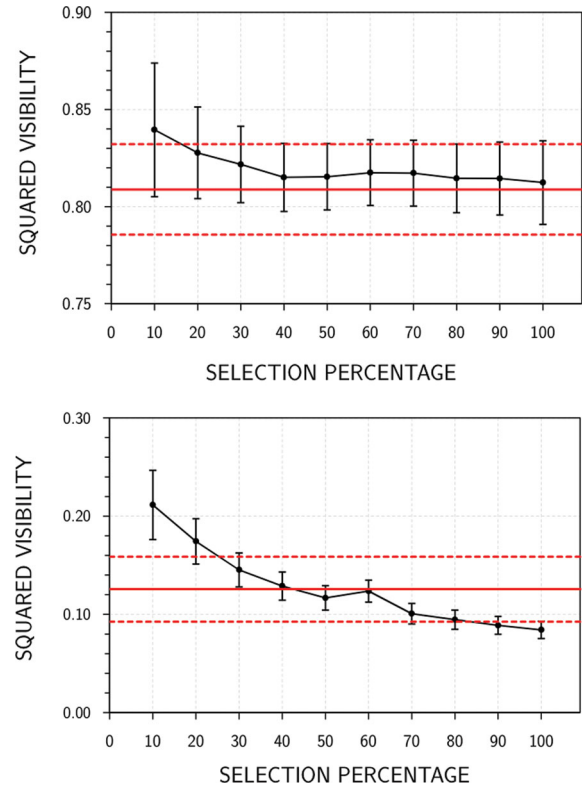 0.90
0.85
0.80
0.75
SQUARED VISIBILITY
0 10 20 30 40 50 60 70 80 90 100
SELECTION PERCENTAGE
0.30
0.20
0.10
0.00
SQUARED VISIBILITY
0 10 20 30 40 50 60 70 80 90 100
SELECTION PERCENTAGE